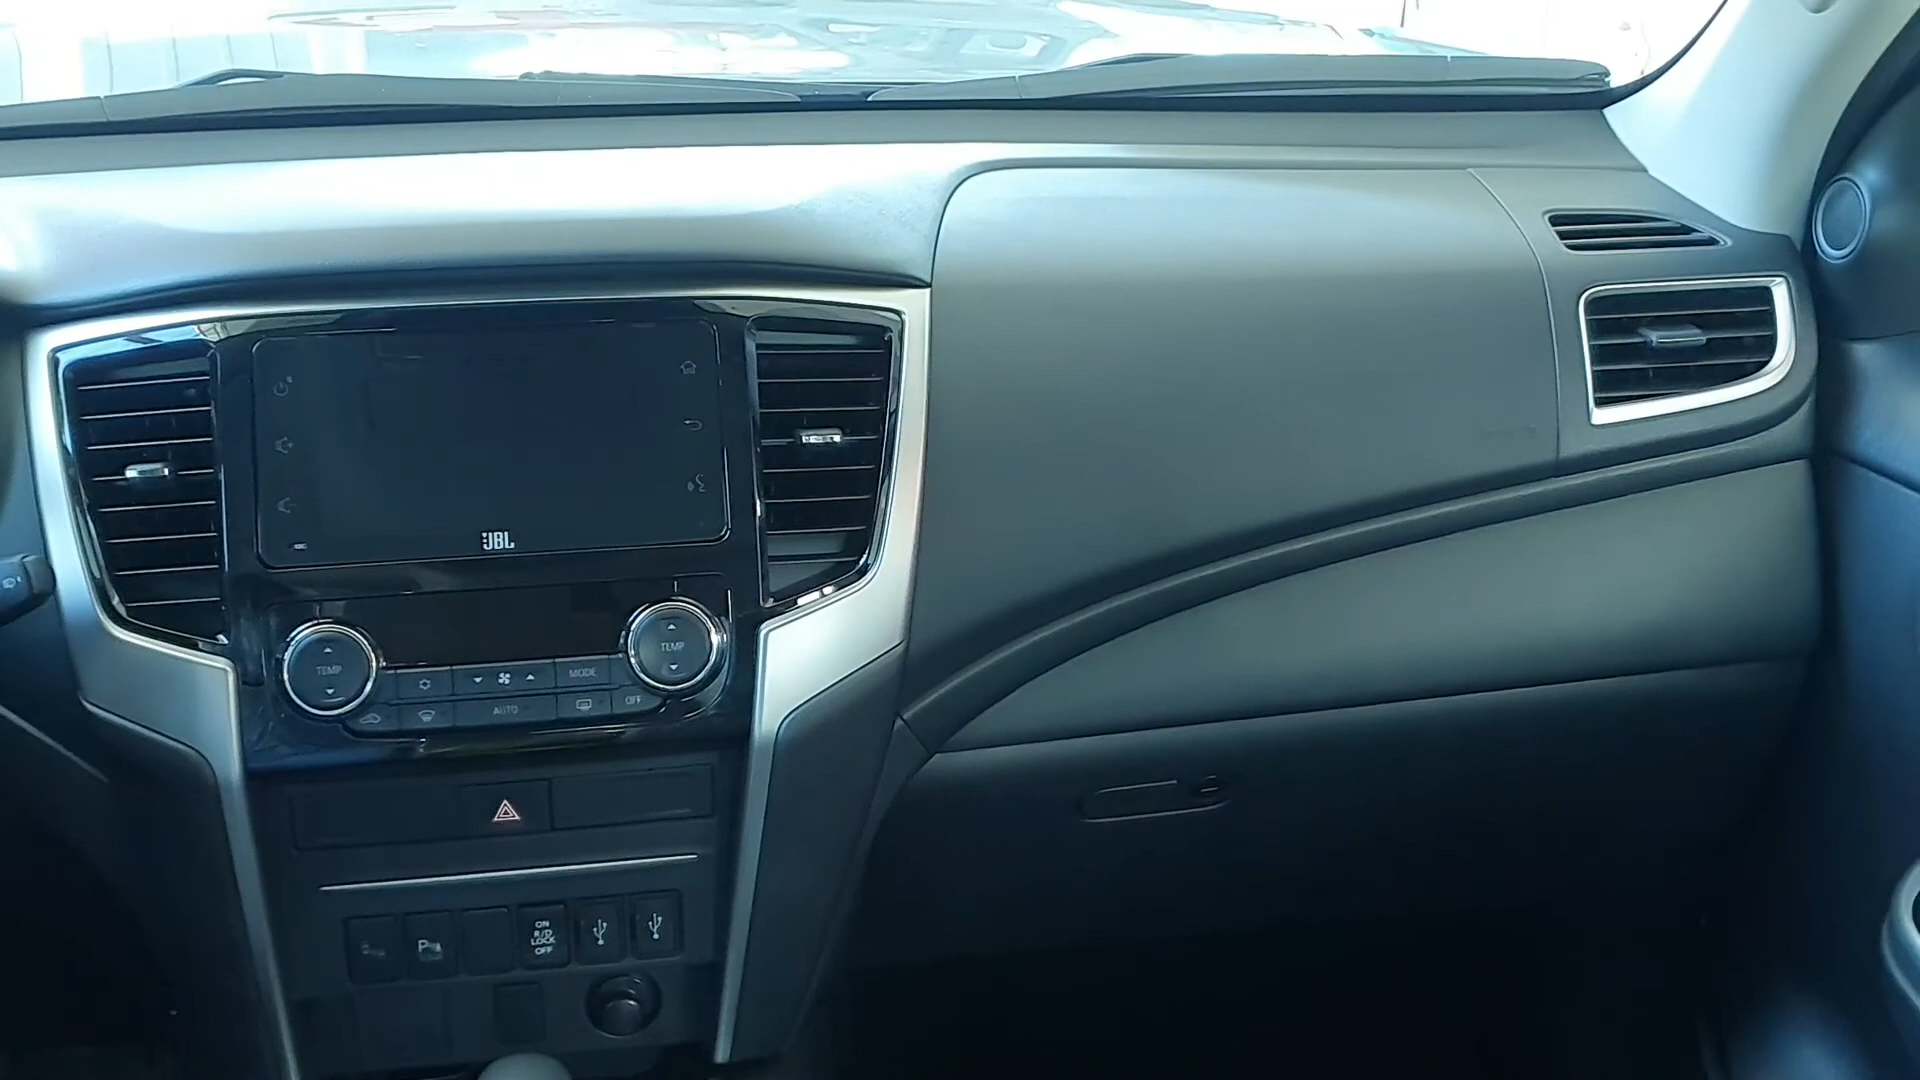 JBL
TEMP
TEMP
MODE
AUTO
OFF
P
ON
R/D
LOCK
OFF